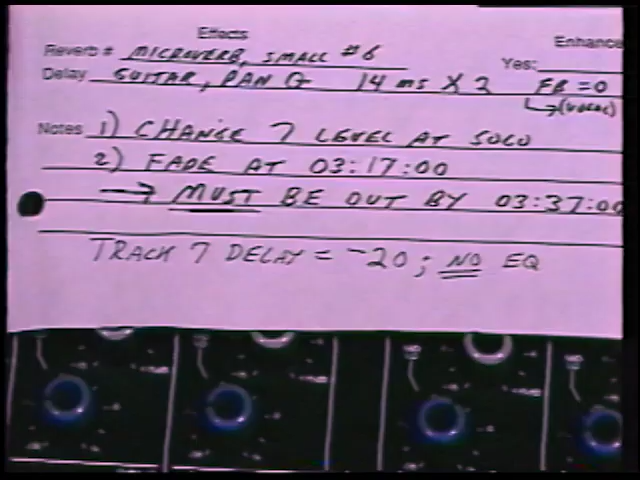 Effects
Enhance
Reverb # MICROVERB, SMALL #6
Yes:
Delay GUITAR, PAN G 14 ms X 2 FB = 0
↳(VOCAL)
Notes 1) CHANGE 7 LEVEL AT SOLO
2) FADE AT 03:17:00
→ MUST BE OUT BY 03:37:00
TRACK 7 DELAY = -20; NO EQ